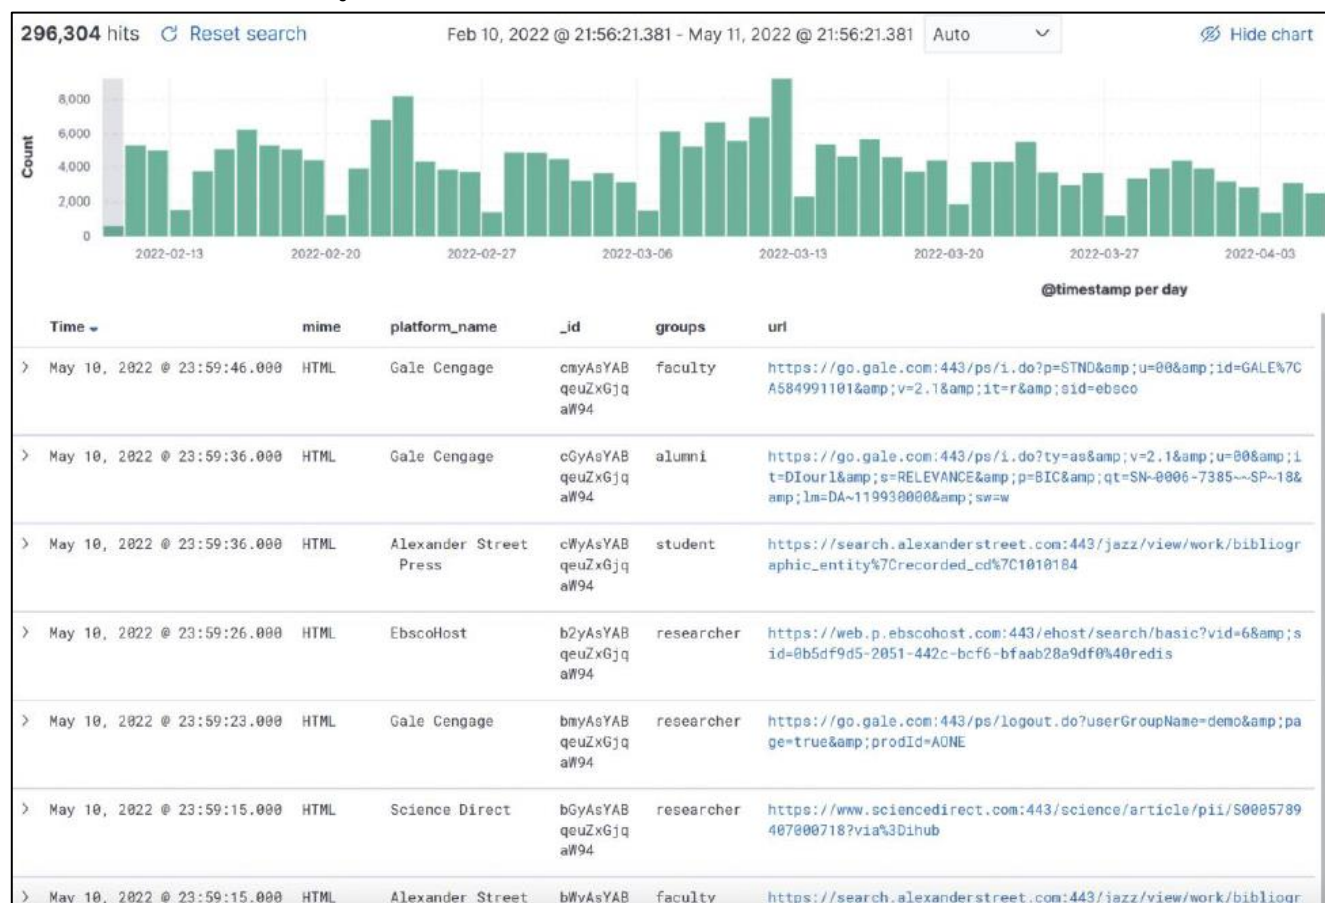 296,304 hits Reset search Feb 10, 2022 @ 21:56:21.381 - May 11, 2022 @ 21:56:21.381 Auto Hide chart
Count
8,000
6,000
4,000
2,000
0
2022-02-13 2022-02-20 2022-02-27 2022-03-06 2022-03-13 2022-03-20 2022-03-27 2022-04-03
@timestamp per day
Time mime platform_name _id groups url
May 10, 2022 @ 23:59:46.000 HTML Gale Cengage cmyAsYAB faculty https://go.gale.com:443/ps/i.do?p=STND&amp;u=00&amp;id=GALE%7C
qeuZxGjq A584991101&amp;v=2.1&amp;it=r&amp;sid=ebsco
aW94
May 10, 2022 @ 23:59:36.000 HTML Gale Cengage cGyAsYAB alumni https://go.gale.com:443/ps/i.do?ty=as&amp;v=2.1&amp;u=00&amp;i
qeuZxGjq t=DIourl&amp;s=RELEVANCE&amp;p=BIC&amp;qt=SN~0006-7385~~SP~18&
aW94 amp;lm=DA~119930000&amp;sw=w
May 10, 2022 @ 23:59:36.000 HTML Alexander Street cWyAsYAB student https://search.alexanderstreet.com:443/jazz/view/work/bibliogr
Press qeuZxGjq aphic_entity%7Crecorded_cd%7C1010184
aW94
May 10, 2022 @ 23:59:26.000 HTML EbscoHost b2yAsYAB researcher https://web.p.ebscohost.com:443/ehost/search/basic?vid=6&amp;s
qeuZxGjq id=0b5df9d5-2051-442c-bcf6-bfaab28a9df0%40redis
aW94
May 10, 2022 @ 23:59:23.000 HTML Gale Cengage bmyAsYAB researcher https://go.gale.com:443/ps/logout.do?userGroupName=demo&amp;pa
qeuZxGjq ge=true&amp;prodId=AONE
aW94
May 10, 2022 @ 23:59:15.000 HTML Science Direct bGyAsYAB researcher https://www.sciencedirect.com:443/science/article/pii/S0005789
qeuZxGjq 407000718?via%3Dihub
aW94
May 10, 2022 @ 23:59:15.000 HTML Alexander Street bWyAsYAB faculty https://search.alexanderstreet.com:443/jazz/view/work/bibliogr